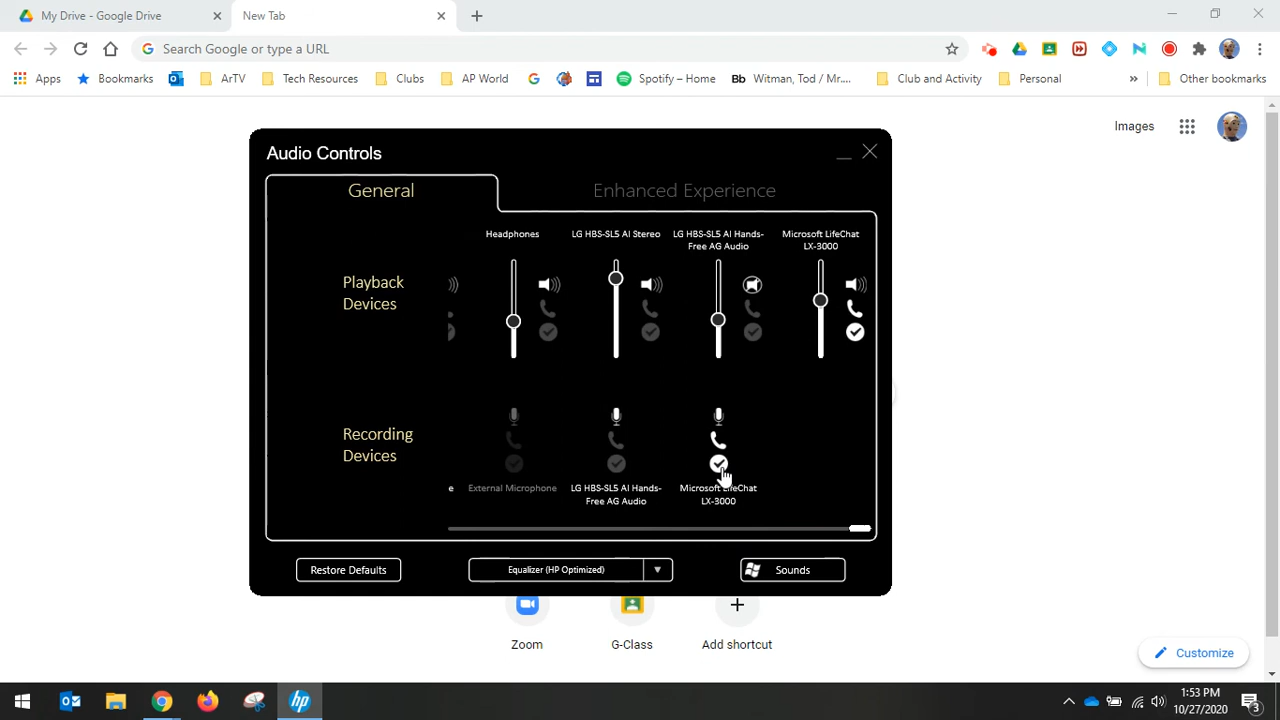 My Drive - Google Drive
New Tab
Search Google or type a URL
Apps
Bookmarks
ArTV
Tech Resources
Clubs
AP World
Spotify – Home
Bb Witman, Tod / Mr....
Club and Activity
Personal
»
Other bookmarks
Images
Audio Controls
General
Enhanced Experience
Headphones
LG HBS-SL5 AI Stereo
LG HBS-SL5 AI Hands-
Free AG Audio
Microsoft LifeChat
LX-3000
Playback
Devices
Recording
Devices
e
External Microphone
LG HBS-SL5 AI Hands-
Free AG Audio
Microsoft LifeChat
LX-3000
Restore Defaults
Equalizer (HP Optimized)
Sounds
Zoom
G-Class
Add shortcut
Customize
hp
1:53 PM
10/27/2020
3